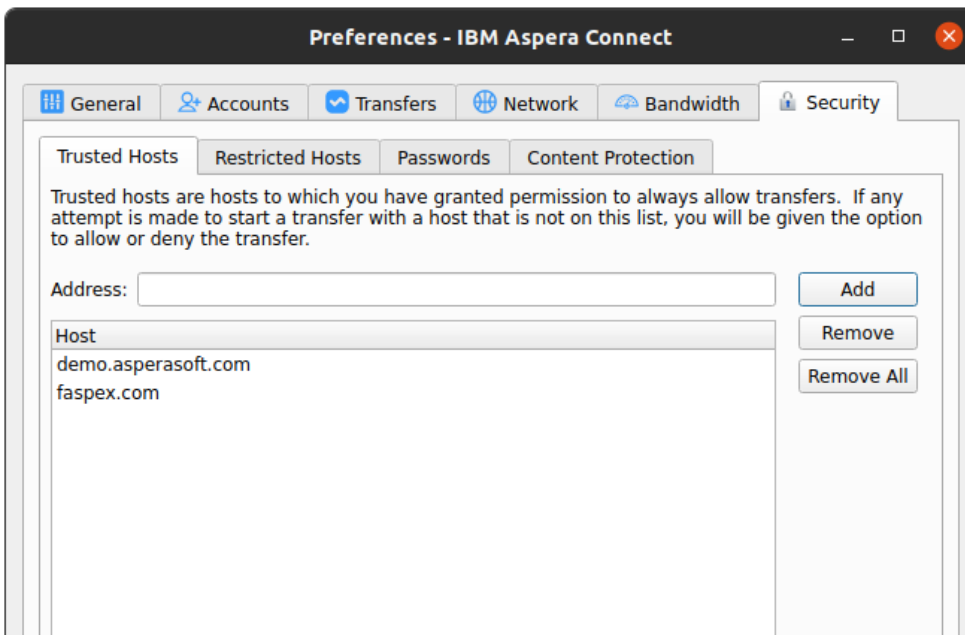 Preferences - IBM Aspera Connect
General Accounts Transfers Network Bandwidth Security
Trusted Hosts Restricted Hosts Passwords Content Protection
Trusted hosts are hosts to which you have granted permission to always allow transfers.  If any
attempt is made to start a transfer with a host that is not on this list, you will be given the option
to allow or deny the transfer.
Address: Add
Host Remove
demo.asperasoft.com Remove All
faspex.com